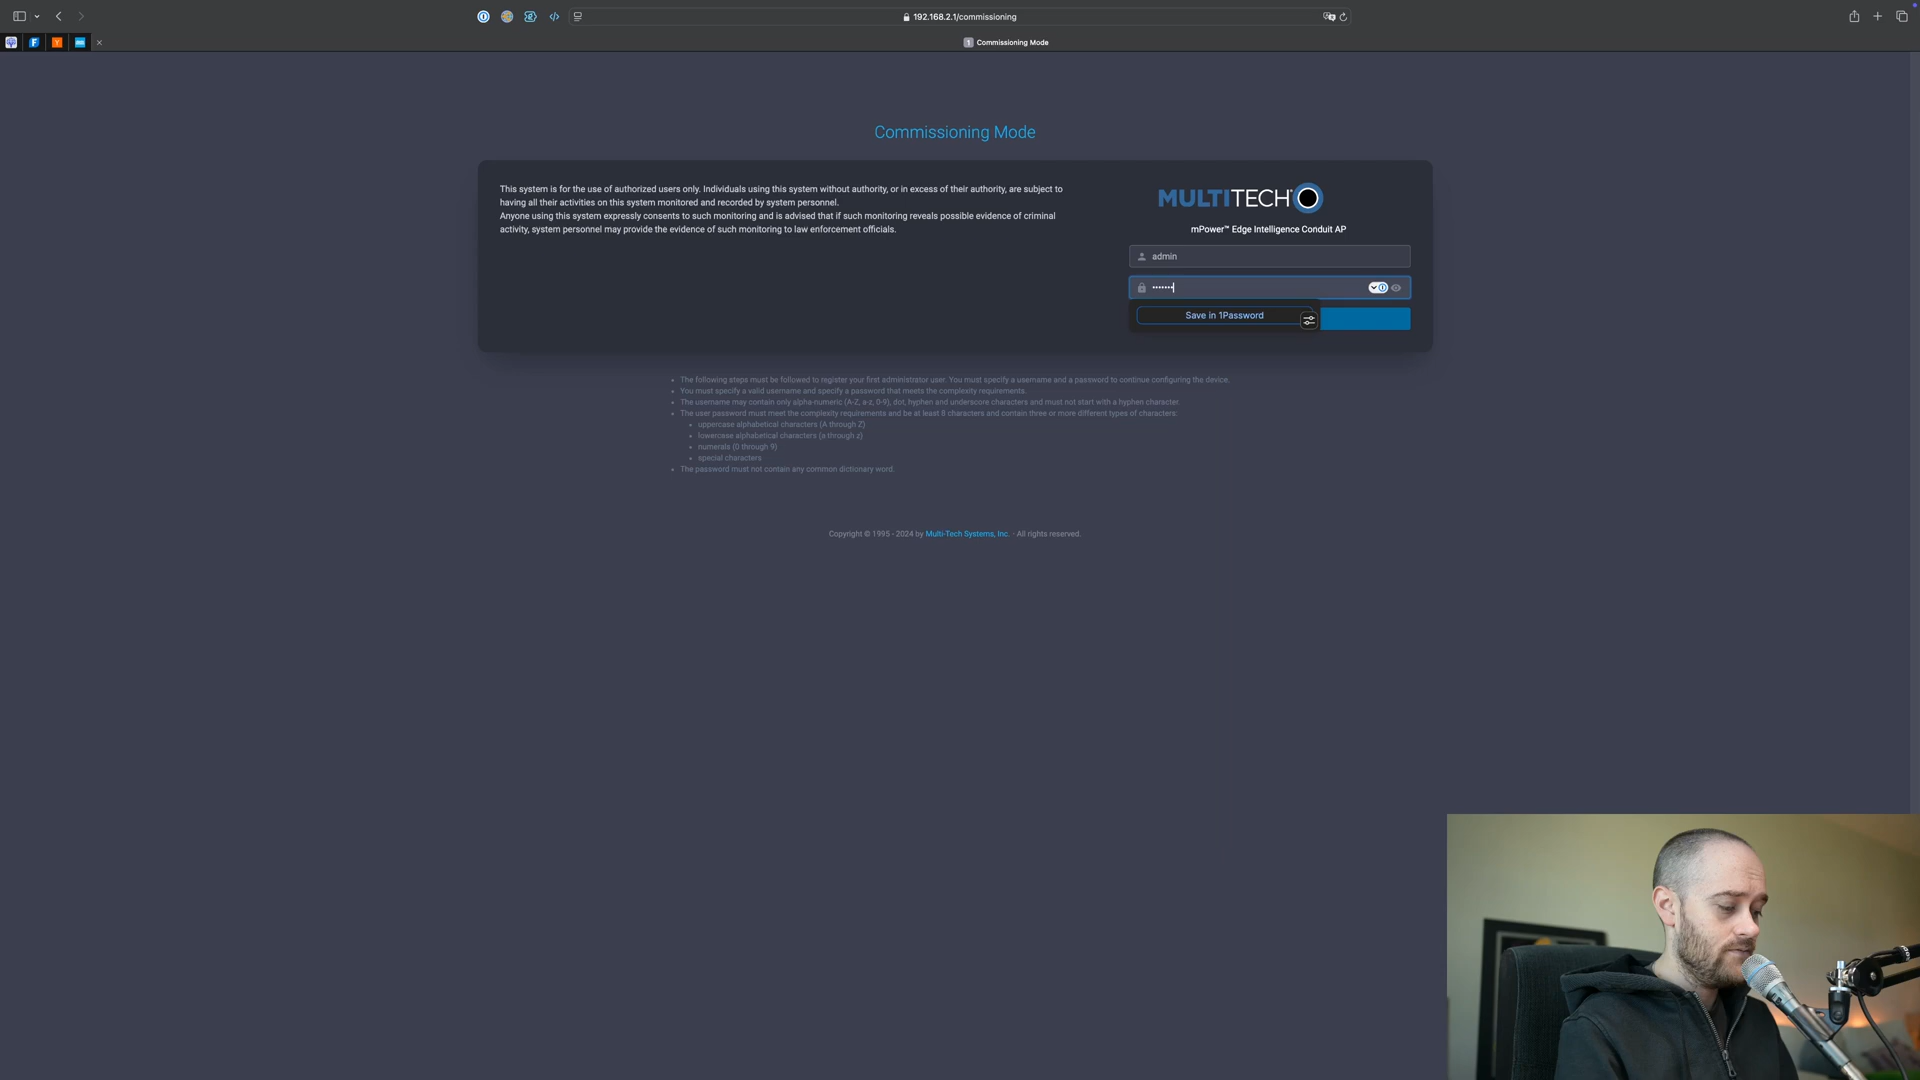 192.168.2.1/commissioning
1 Commissioning Mode
Commissioning Mode
This system is for the use of authorized users only. Individuals using this system without authority, or in excess of their authority, are subject to
having all their activities on this system monitored and recorded by system personnel.
Anyone using this system expressly consents to such monitoring and is advised that if such monitoring reveals possible evidence of criminal
activity, system personnel may provide the evidence of such monitoring to law enforcement officials.
MULTITECH
mPower™ Edge Intelligence Conduit AP
admin
•••••••
Save in 1Password
• The following steps must be followed to register your first administrator user. You must specify a username and a password to continue configuring the device.
• You must specify a valid username and specify a password that meets the complexity requirements.
• The username may contain only alpha-numeric (A-Z, a-z, 0-9), dot, hyphen and underscore characters and must not start with a hyphen character.
• The user password must meet the complexity requirements and be at least 8 characters and contain three or more different types of characters:
• uppercase alphabetical characters (A through Z)
• lowercase alphabetical characters (a through z)
• numerals (0 through 9)
• special characters
• The password must not contain any common dictionary word.
Copyright © 1995 - 2024 by Multi-Tech Systems, Inc. - All rights reserved.